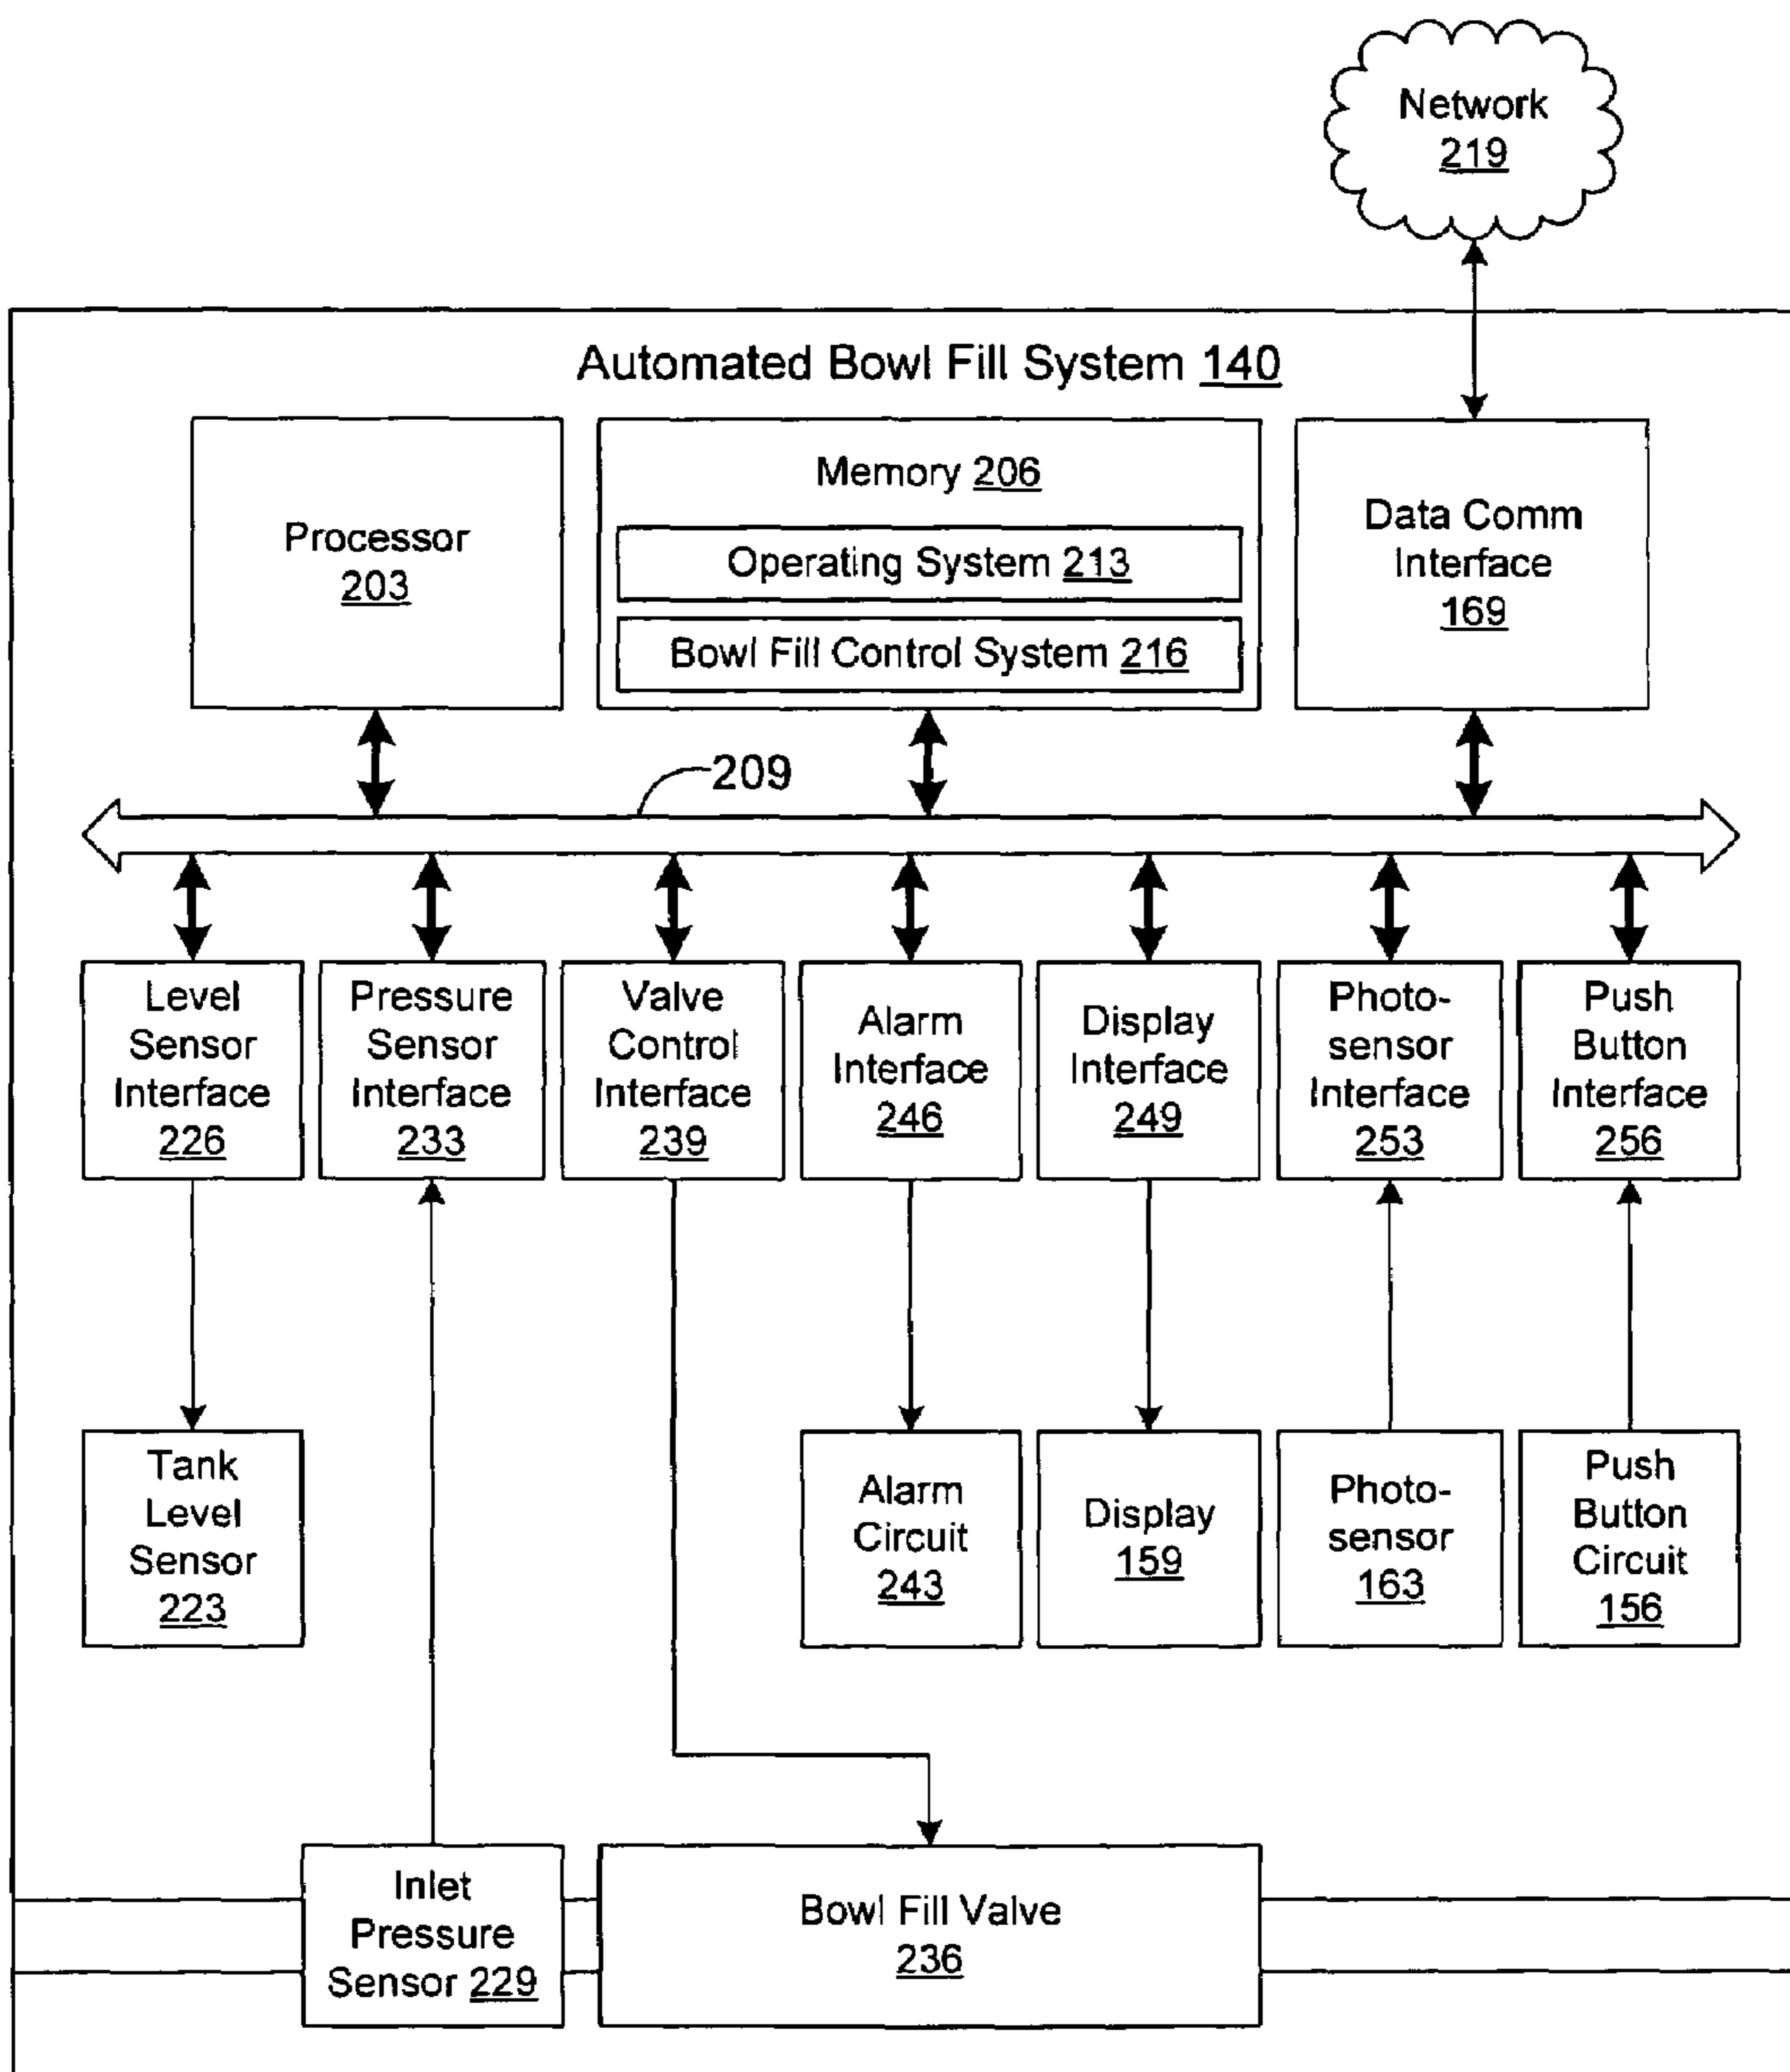 Network
219
Automated Bowl Fill System 140
Processor
203
Memory 206
Operating System 213
Bowl Fill Control System 216
Data Comm
Interface
169
209
Level
Sensor
Interface
226
Pressure
Sensor
Interface
233
Valve
Control
Interface
239
Alarm
Interface
246
Display
Interface
249
Photo-
sensor
Interface
253
Push
Button
Interface
256
Tank
Level
Sensor
223
Alarm
Circuit
243
Display
159
Photo-
sensor
163
Push
Button
Circuit
156
Inlet
Pressure
Sensor 229
Bowl Fill Valve
236